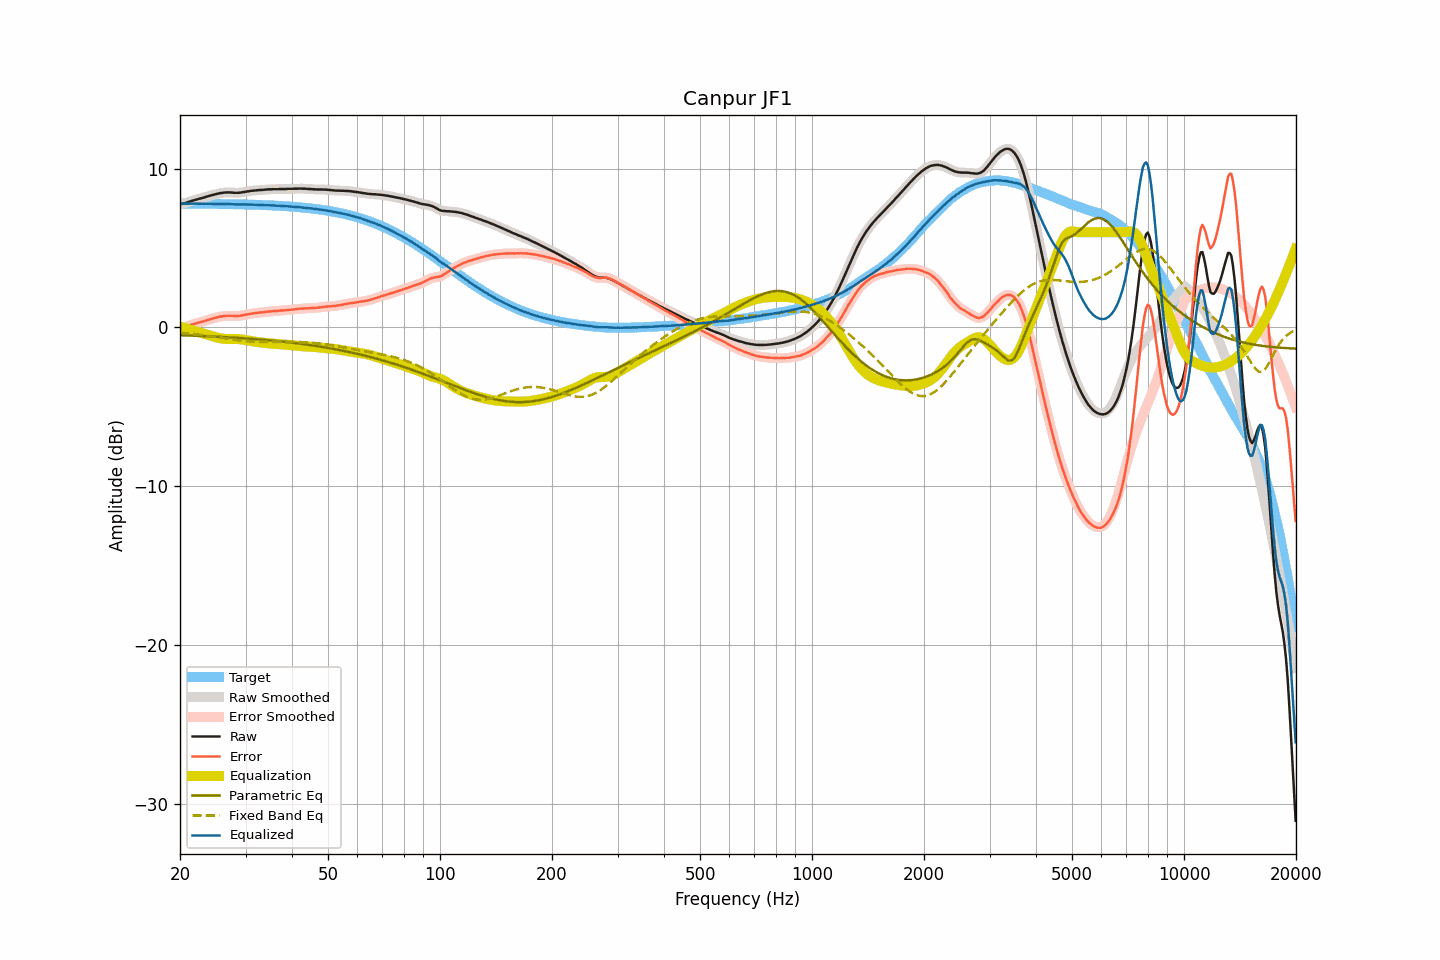 Canpur JF1
Amplitude (dBr)
10
0
−10
−20
−30
Target
Raw Smoothed
Error Smoothed
Raw
Error
Equalization
Parametric Eq
Fixed Band Eq
Equalized
20 50 100 200 500 1000 2000 5000 10000 20000
Frequency (Hz)